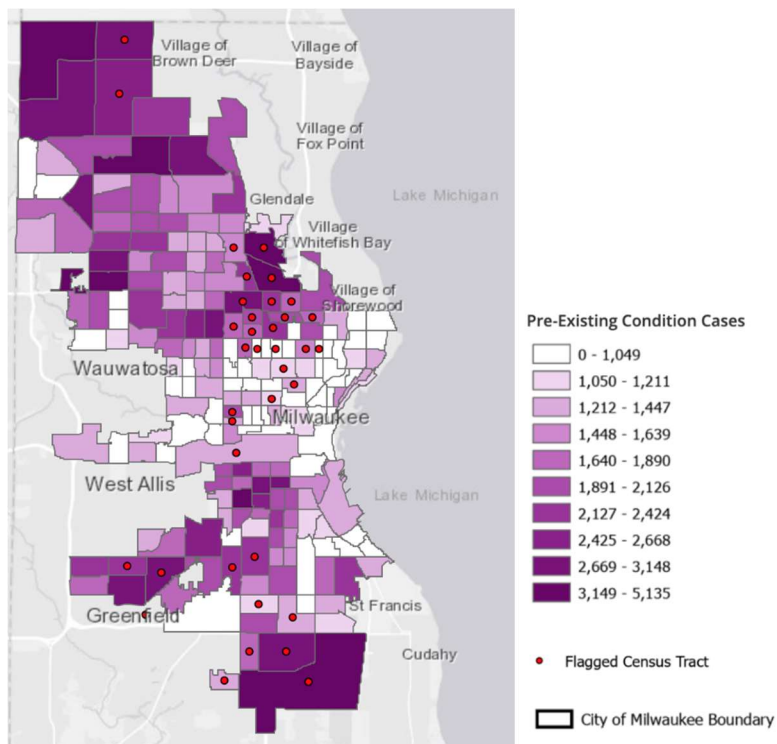 Village of
Brown Deer
Village of
Bayside
Village of
Fox Point
Lake Michigan
Glendale
Village
of Whitefish Bay
Village of
Shorewood
Wauwatosa
Milwaukee
West Allis
Lake Michigan
Greenfield
St Francis
Cudahy
Pre-Existing Condition Cases
0 - 1,049
1,050 - 1,211
1,212 - 1,447
1,448 - 1,639
1,640 - 1,890
1,891 - 2,126
2,127 - 2,424
2,425 - 2,668
2,669 - 3,148
3,149 - 5,135
Flagged Census Tract
City of Milwaukee Boundary